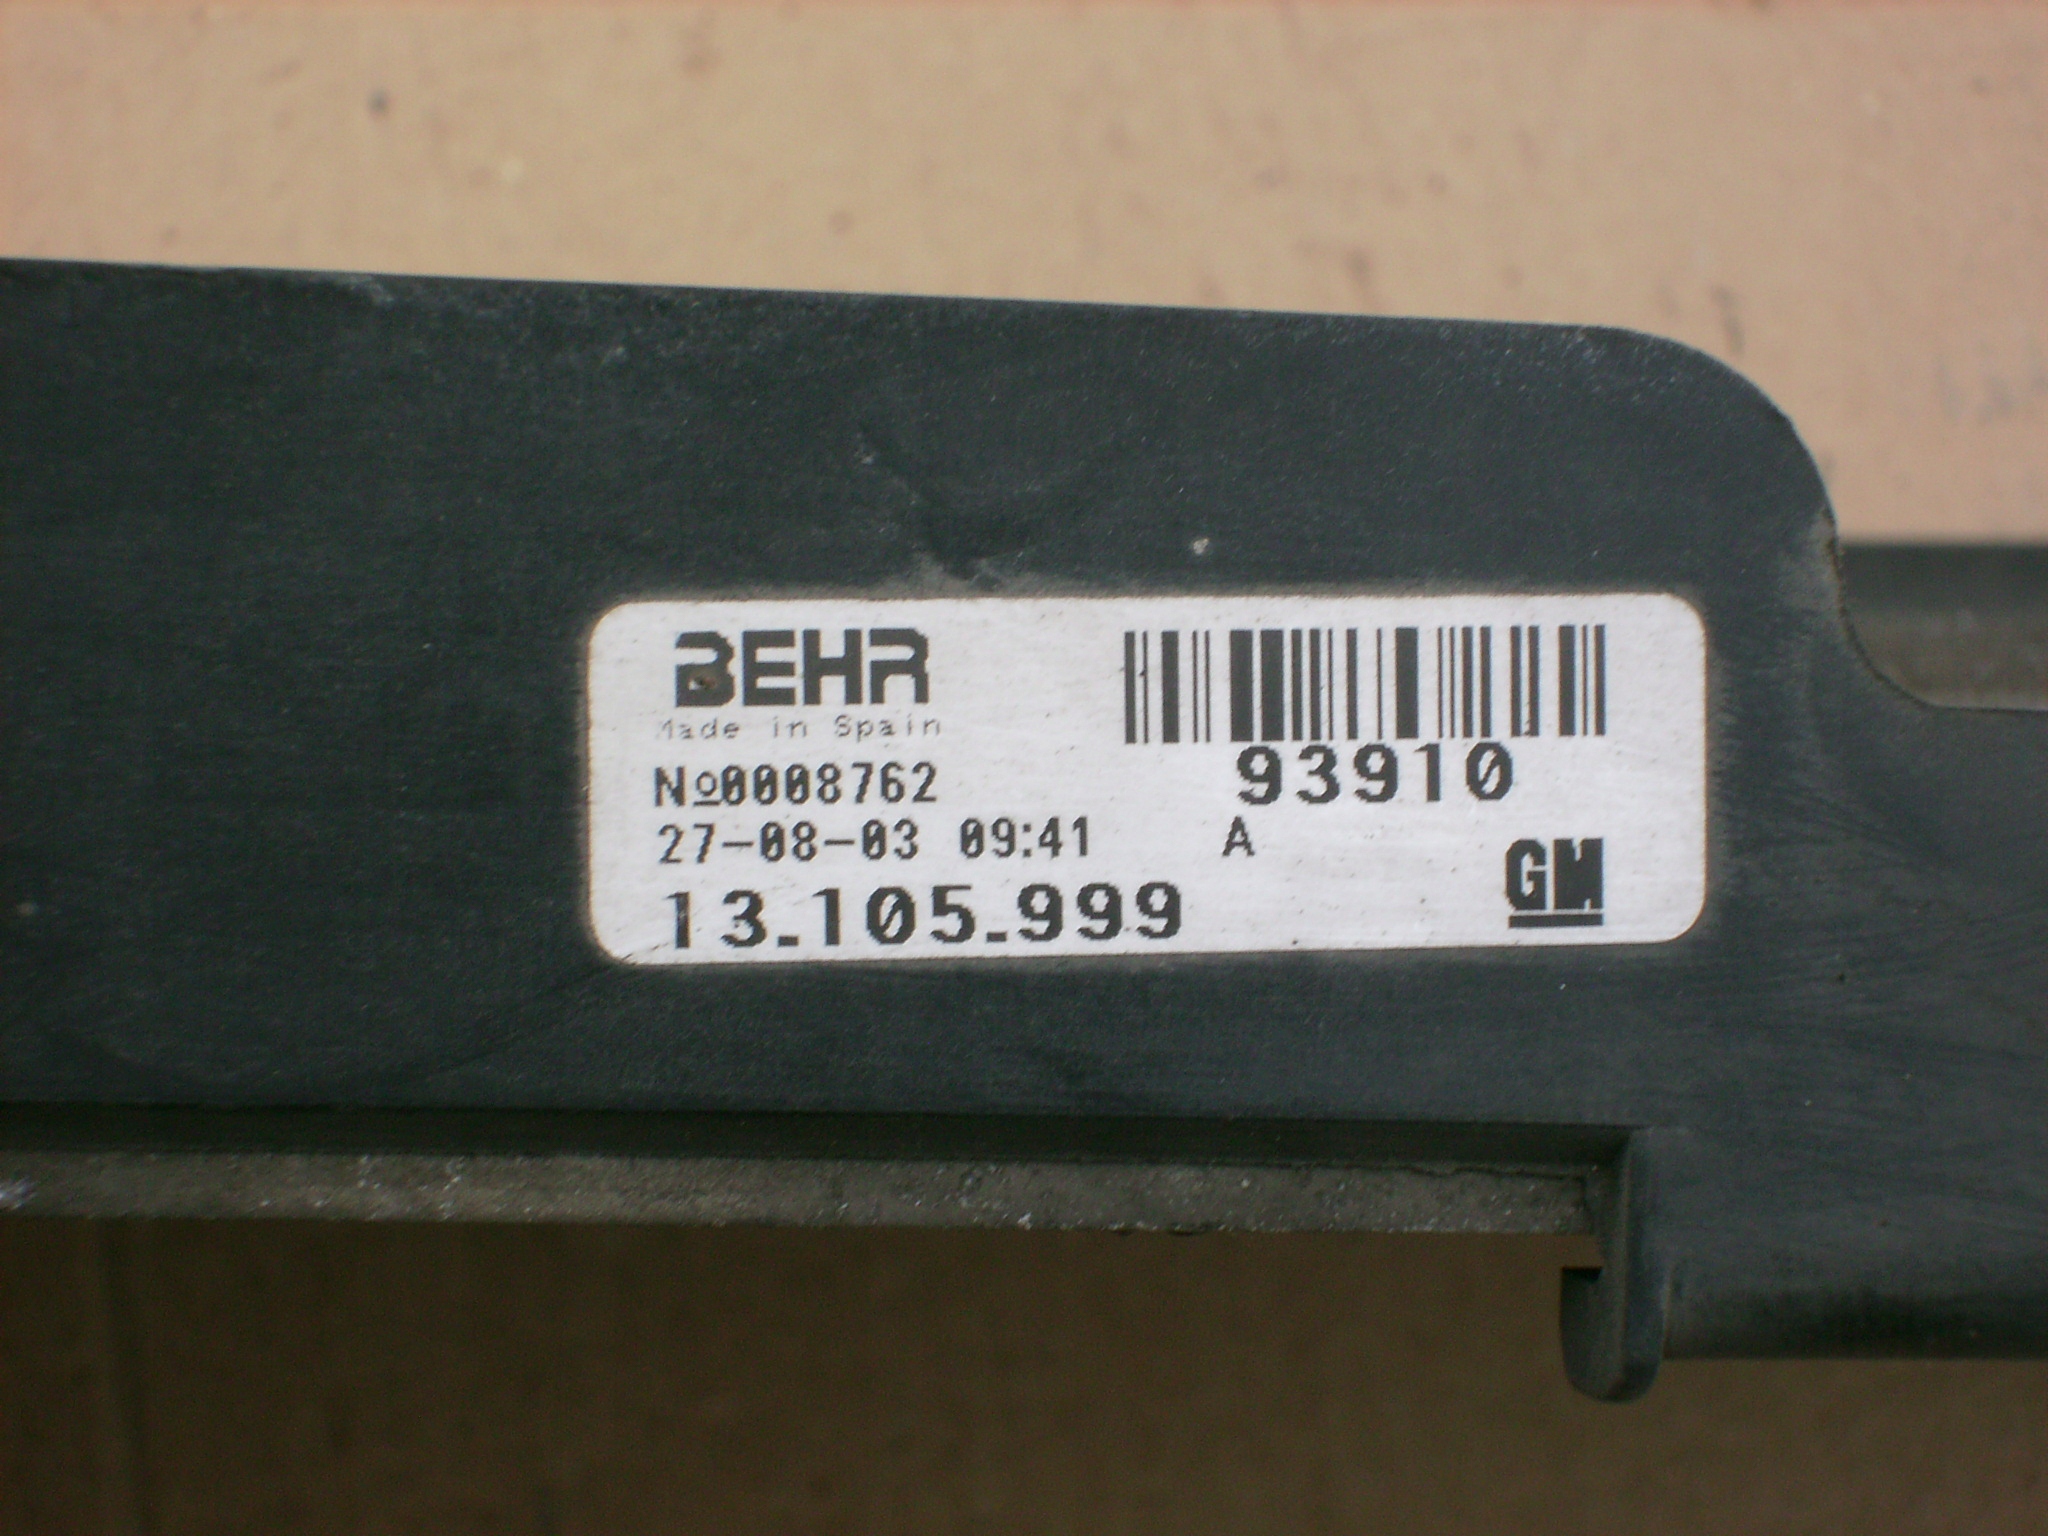 BEHR
Made in Spain
Nº0008762
27-08-03 09:41
13.105.999
93910
A
GM